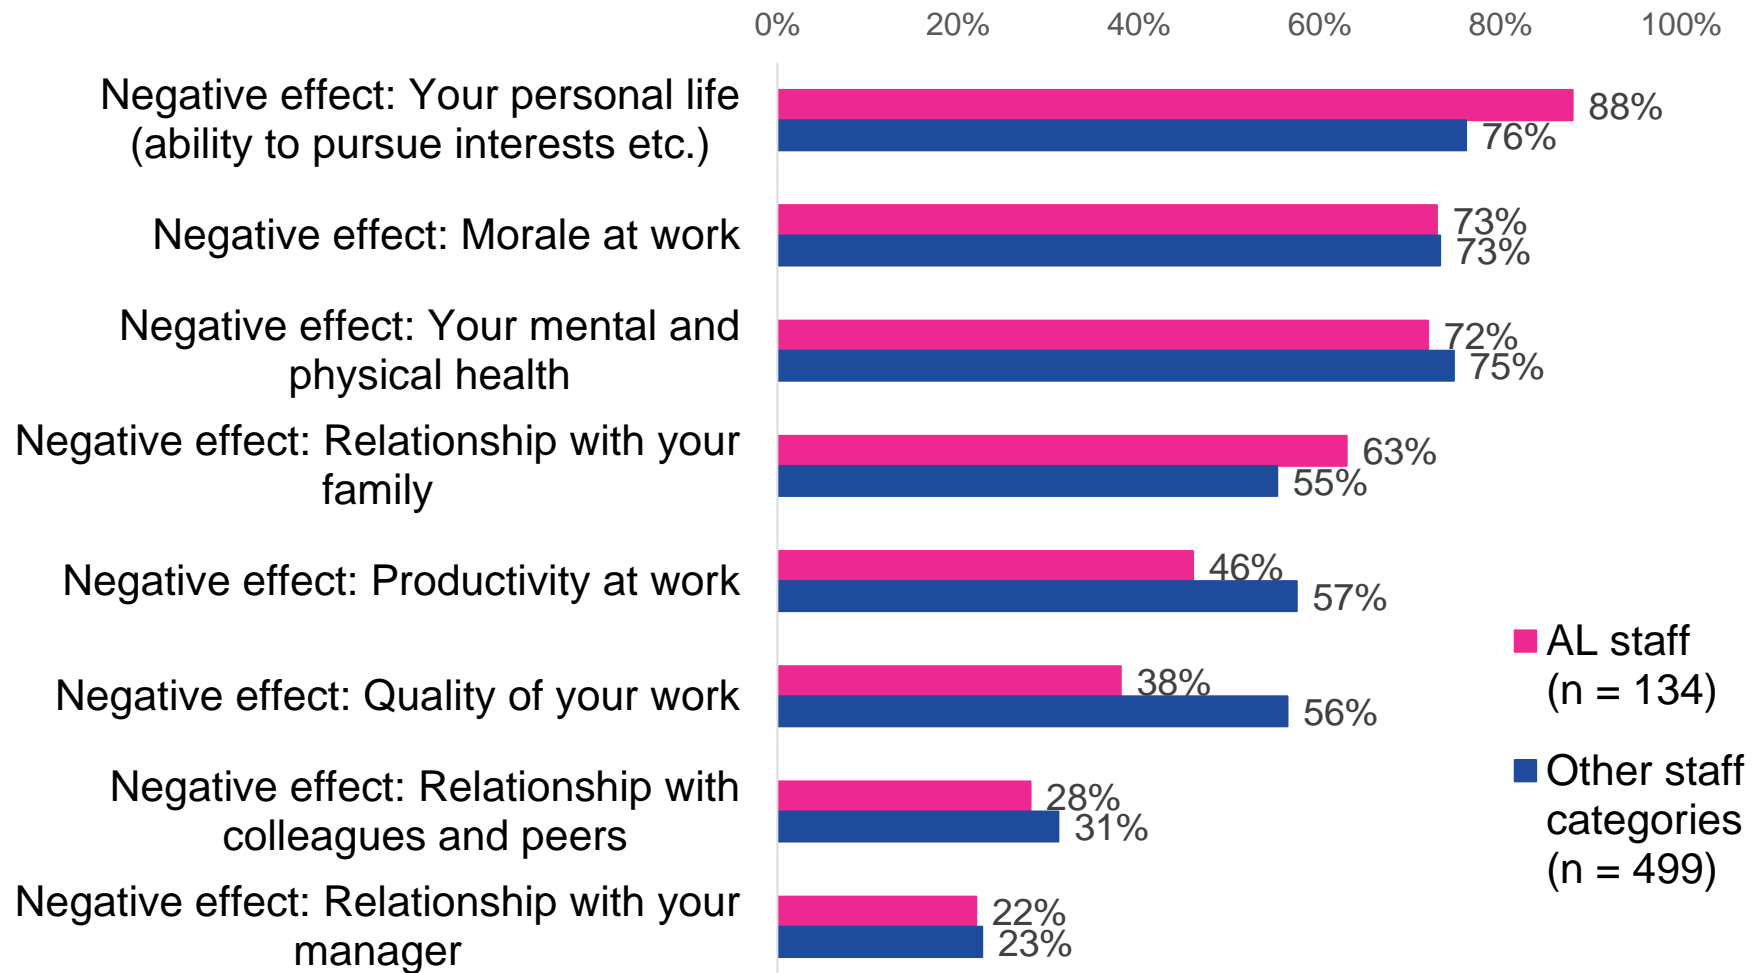 0% 20% 40% 60% 80% 100%
Negative effect: Your personal life
(ability to pursue interests etc.)
88%
76%
Negative effect: Morale at work
73%
73%
Negative effect: Your mental and
physical health
72%
75%
Negative effect: Relationship with your
family
63%
55%
Negative effect: Productivity at work
46%
57%
Negative effect: Quality of your work
38%
56%
Negative effect: Relationship with
colleagues and peers
28%
31%
Negative effect: Relationship with your
manager
22%
23%
AL staff
(n = 134)
Other staff
categories
(n = 499)